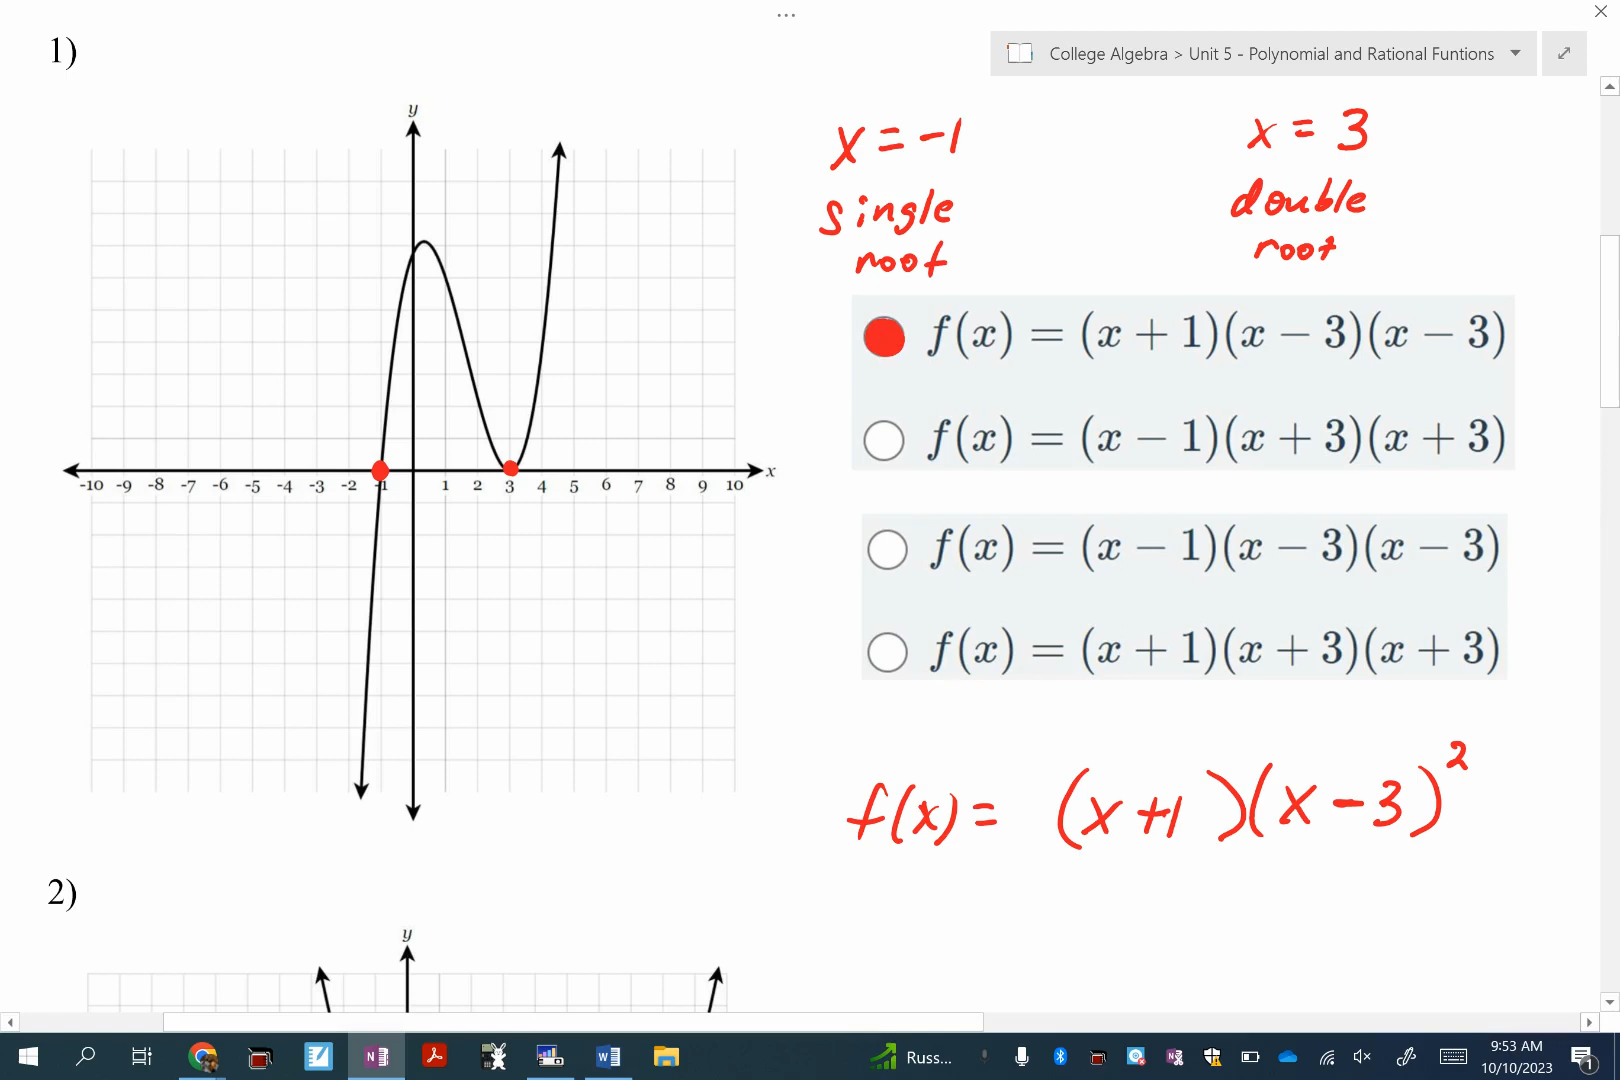 ...
1)
College Algebra > Unit 5 - Polynomial and Rational Funtions
y
x = -1
x = 3
single
root
double
root
f(x) = (x + 1)(x − 3)(x − 3)
f(x) = (x − 1)(x + 3)(x + 3)
x
-10 -9 -8 -7 -6 -5 -4 -3 -2 -1 1 2 3 4 5 6 7 8 9 10
f(x) = (x − 1)(x − 3)(x − 3)
f(x) = (x + 1)(x + 3)(x + 3)
f(x) = (x+1)(x-3)²
2)
y
Russ...
9:53 AM
10/10/2023
1